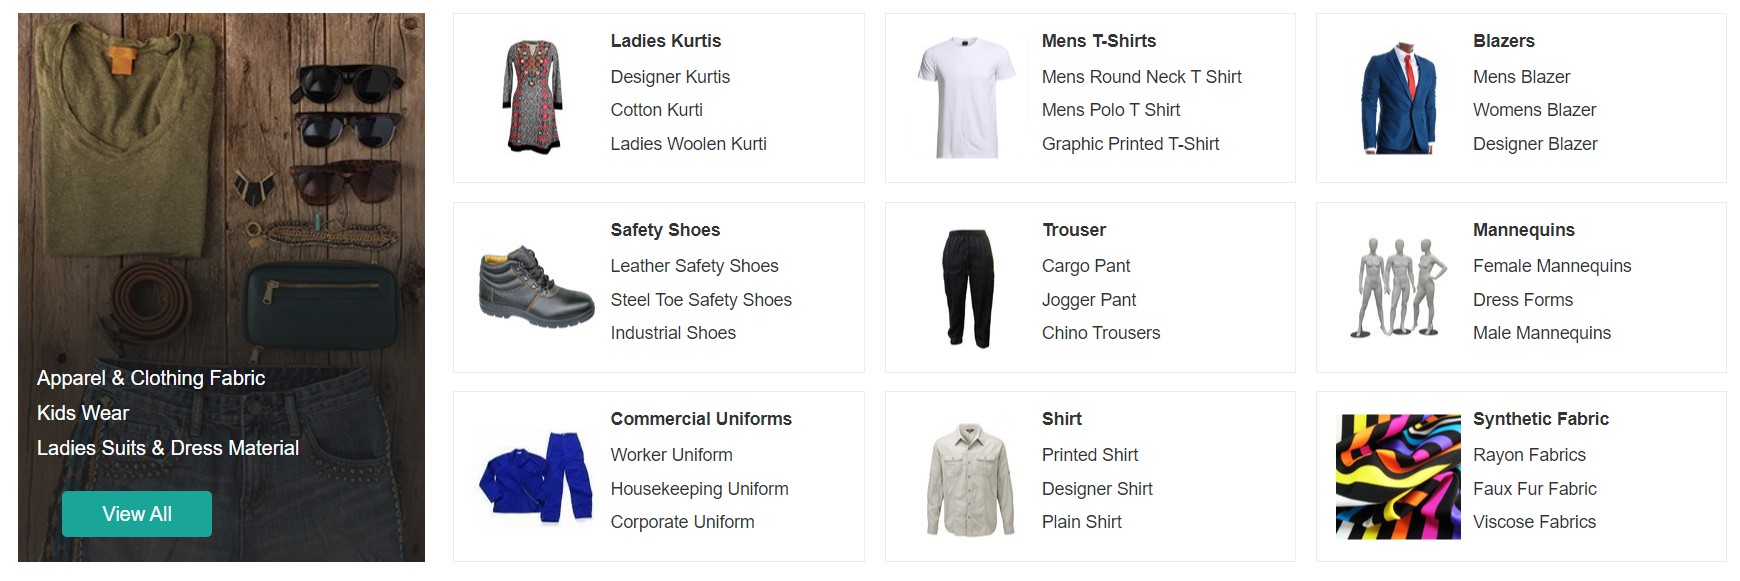 Apparel & Clothing Fabric
Kids Wear
Ladies Suits & Dress Material
View All
Ladies Kurtis
Designer Kurtis
Cotton Kurti
Ladies Woolen Kurti
Mens T-Shirts
Mens Round Neck T Shirt
Mens Polo T Shirt
Graphic Printed T-Shirt
Blazers
Mens Blazer
Womens Blazer
Designer Blazer
Safety Shoes
Leather Safety Shoes
Steel Toe Safety Shoes
Industrial Shoes
Trouser
Cargo Pant
Jogger Pant
Chino Trousers
Mannequins
Female Mannequins
Dress Forms
Male Mannequins
Commercial Uniforms
Worker Uniform
Housekeeping Uniform
Corporate Uniform
Shirt
Printed Shirt
Designer Shirt
Plain Shirt
Synthetic Fabric
Rayon Fabrics
Faux Fur Fabric
Viscose Fabrics